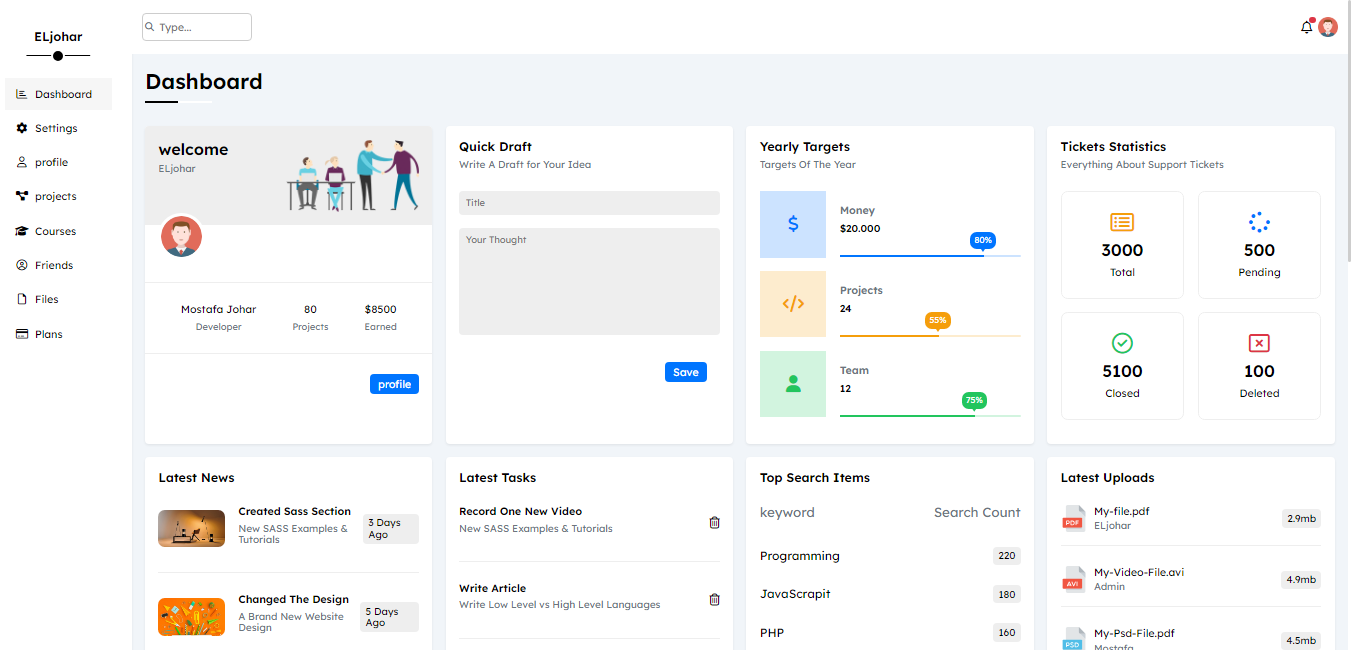 ELjohar
Type...
Dashboard
Settings
profile
projects
Courses
Friends
Files
Plans
Dashboard
welcome
ELjohar
Mostafa Johar
Developer
80
Projects
$8500
Earned
profile
Quick Draft
Write A Draft for Your Idea
Title
Your Thought
Save
Yearly Targets
Targets Of The Year
$
Money
$20.000
80%
</>
Projects
24
55%
Team
12
75%
Tickets Statistics
Everything About Support Tickets
3000
Total
500
Pending
5100
Closed
100
Deleted
Latest News
Created Sass Section
New SASS Examples &
Tutorials
3 Days
Ago
Changed The Design
A Brand New Website
Design
5 Days
Ago
Latest Tasks
Record One New Video
New SASS Examples & Tutorials
Write Article
Write Low Level vs High Level Languages
Top Search Items
keyword Search Count
Programming 220
JavaScrapit 180
PHP 160
Latest Uploads
PDF
My-file.pdf
ELjohar
2.9mb
AVI
My-Video-File.avi
Admin
4.9mb
PSD
My-Psd-File.pdf
Mostafa
4.5mb